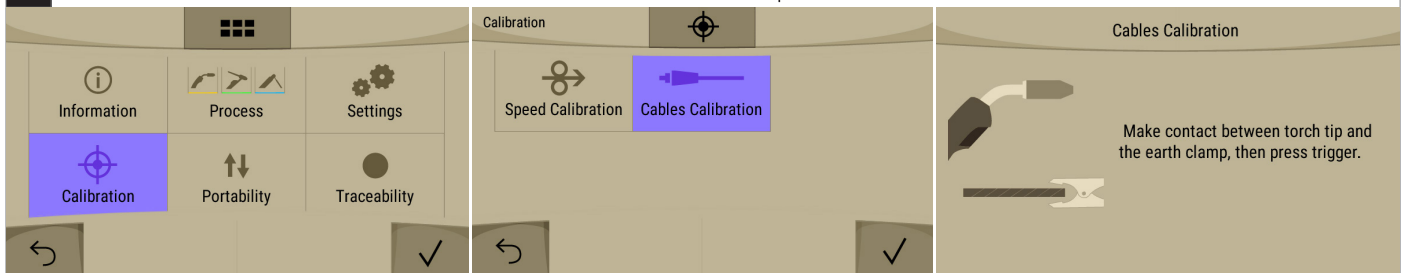 Information
Process
Settings
Calibration
Portability
Traceability
Calibration
Speed Calibration
Cables Calibration
Cables Calibration
Make contact between torch tip and
the earth clamp, then press trigger.